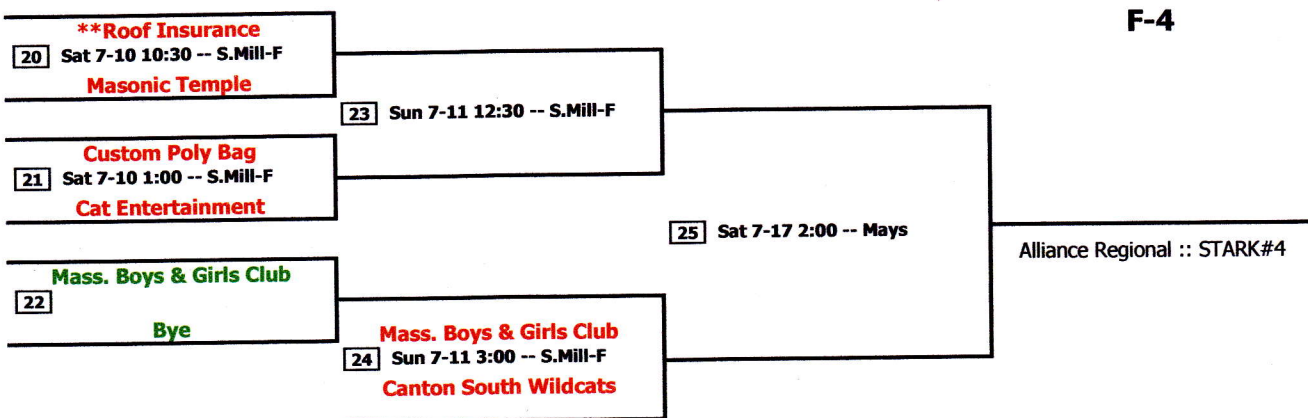 F-4
**Roof Insurance
20 Sat 7-10 10:30 -- S.Mill-F
Masonic Temple
23 Sun 7-11 12:30 -- S.Mill-F
Custom Poly Bag
21 Sat 7-10 1:00 -- S.Mill-F
Cat Entertainment
25 Sat 7-17 2:00 -- Mays
Alliance Regional :: STARK#4
Mass. Boys & Girls Club
22
Bye
Mass. Boys & Girls Club
24 Sun 7-11 3:00 -- S.Mill-F
Canton South Wildcats